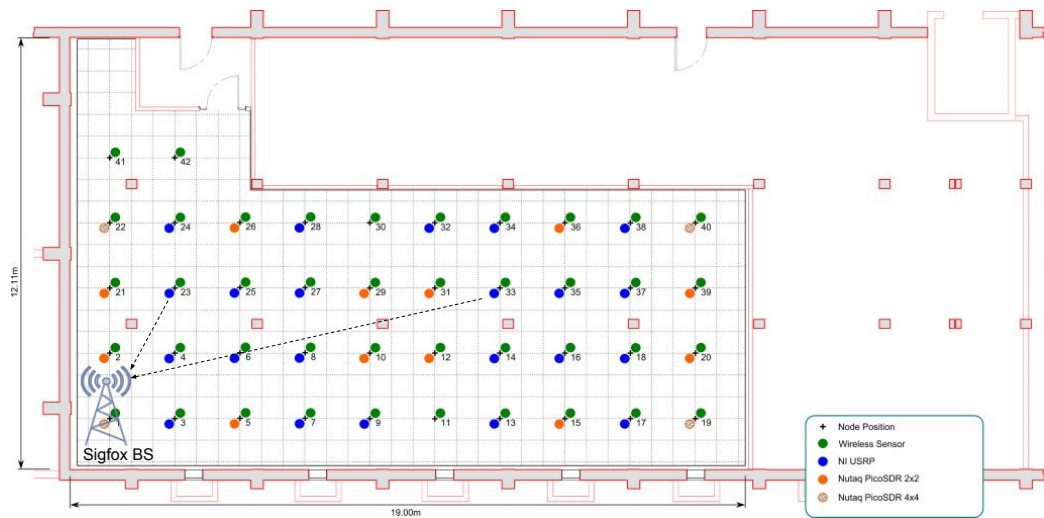 41 42
22 24 26 28 30 32 34 36 38 40
12.11m
21 23 25 27 29 31 33 35 37 39
2 4 6 8 10 12 14 16 18 20
1 3 5 7 9 11 13 15 17 19
Sigfox BS
Node Position
Wireless Sensor
NI USRP
Nutaq PicoSDR 2x2
Nutaq PicoSDR 4x4
19.00m